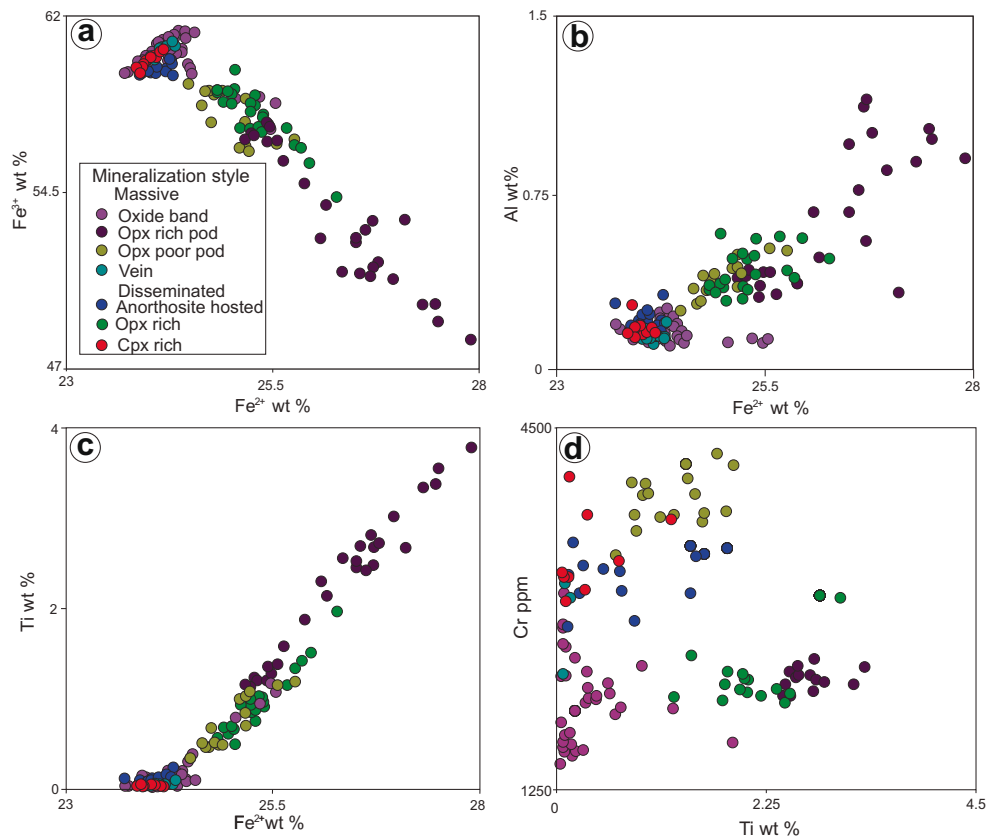 a
62
54.5
47
Fe3+ wt %
23
25.5
28
Fe2+ wt %
Mineralization style
Massive
Oxide band
Opx rich pod
Opx poor pod
Vein
Disseminated
Anorthosite hosted
Opx rich
Cpx rich
b
1.5
0.75
0
Al wt%
23
25.5
28
Fe2+ wt %
c
4
2
0
Ti wt %
23
25.5
28
Fe2+ wt %
d
4500
1250
Cr ppm
0
2.25
4.5
Ti wt %